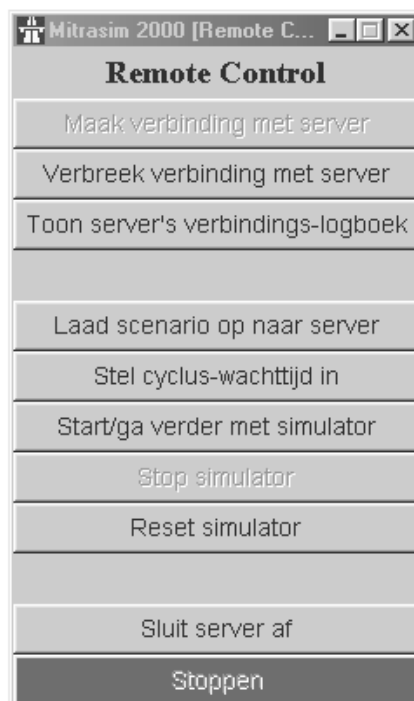 Mitrasim 2000 [Remote C...
Remote Control
Maak verbinding met server
Verbreek verbinding met server
Toon server's verbindings-logboek
Laad scenario op naar server
Stel cyclus-wachttijd in
Start/ga verder met simulator
Stop simulator
Reset simulator
Sluit server af
Stoppen